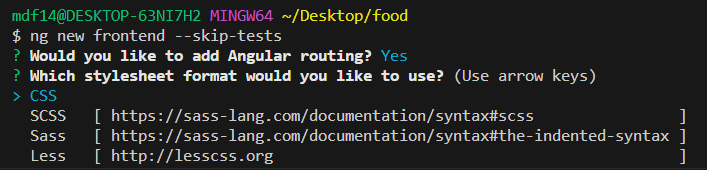 mdf14@DESKTOP-63NI7H2 MINGW64 ~/Desktop/food
$ ng new frontend --skip-tests
? Would you like to add Angular routing? Yes
? Which stylesheet format would you like to use? (Use arrow keys)
> CSS
SCSS [ https://sass-lang.com/documentation/syntax#scss ]
Sass [ https://sass-lang.com/documentation/syntax#the-indented-syntax ]
Less [ http://lesscss.org ]